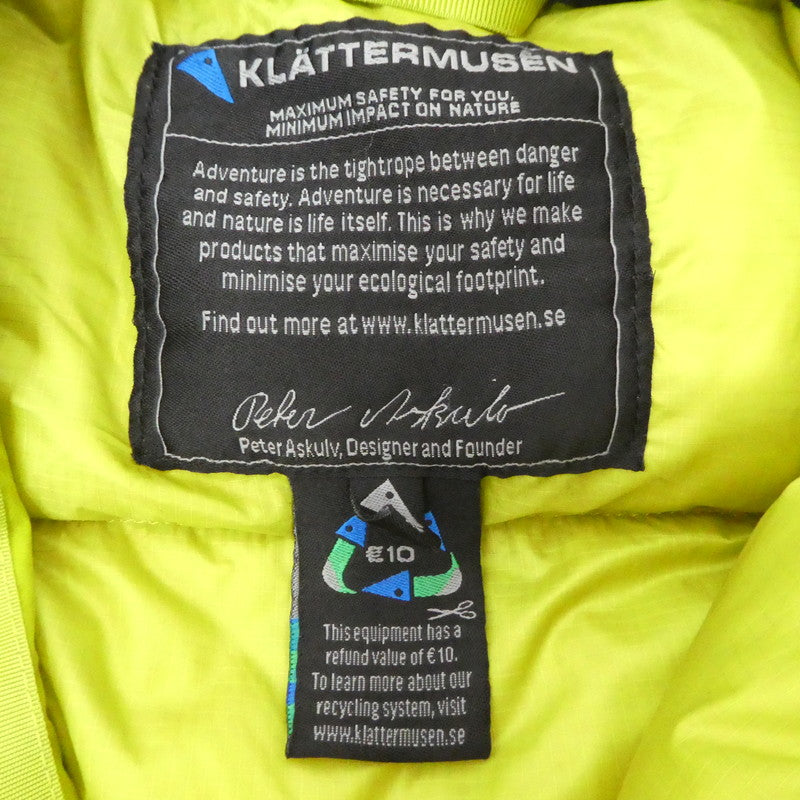 KLÄTTERMUSEN
MAXIMUM SAFETY FOR YOU,
MINIMUM IMPACT ON NATURE
Adventure is the tightrope between danger
and safety. Adventure is necessary for life
and nature is life itself. This is why we make
products that maximise your safety and
minimise your ecological footprint.
Find out more at www.klattermusen.se
Peter Askulv
Peter Askulv, Designer and Founder
€10
This equipment has a
refund value of €10.
To learn more about our
recycling system, visit
www.klattermusen.se